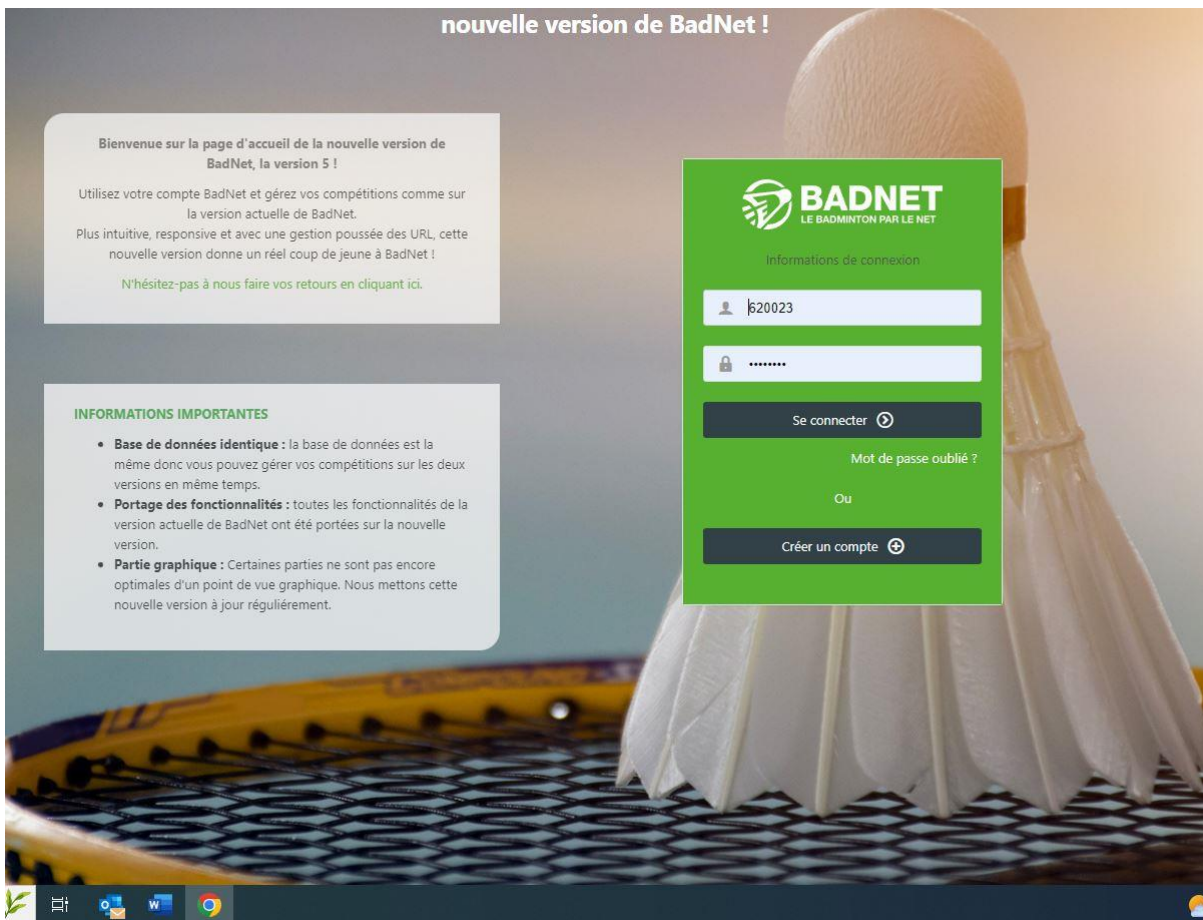 nouvelle version de BadNet !
Bienvenue sur la page d'accueil de la nouvelle version de
BadNet, la version 5 !
Utilisez votre compte BadNet et gérez vos compétitions comme sur
la version actuelle de BadNet.
Plus intuitive, responsive et avec une gestion poussée des URL, cette
nouvelle version donne un réel coup de jeune à BadNet !
N'hésitez-pas à nous faire vos retours en cliquant ici.
INFORMATIONS IMPORTANTES
• Base de données identique : la base de données est la
même donc vous pouvez gérer vos compétitions sur les deux
versions en même temps.
• Portage des fonctionnalités : toutes les fonctionnalités de la
version actuelle de BadNet ont été portées sur la nouvelle
version.
• Partie graphique : Certaines parties ne sont pas encore
optimales d'un point de vue graphique. Nous mettons cette
nouvelle version à jour réguliérement.
BADNET
LE BADMINTON PAR LE NET
Informations de connexion
620023
••••••••
Se connecter
Mot de passe oublié ?
Ou
Créer un compte